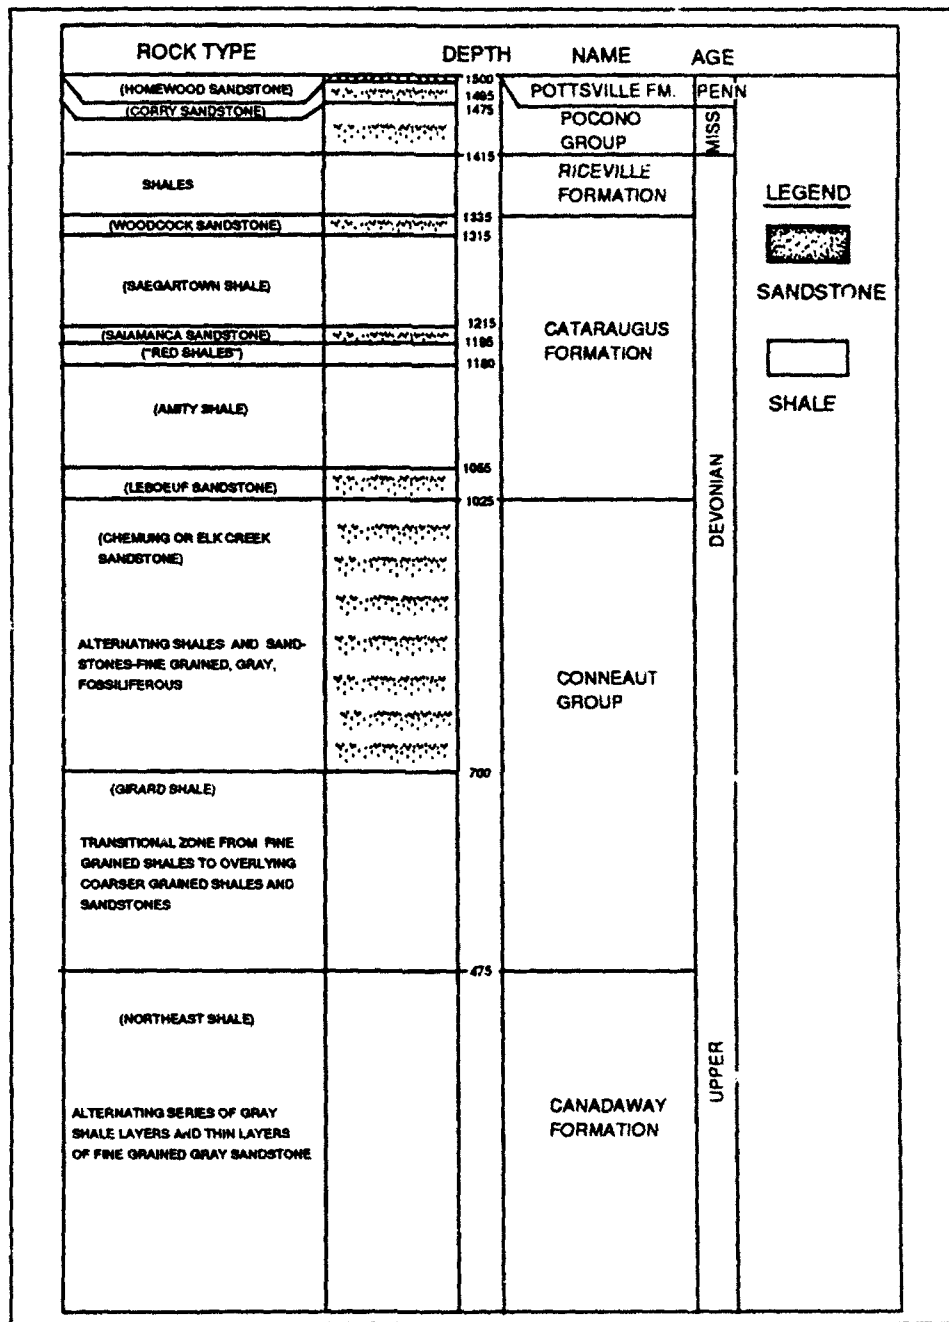 ROCK TYPE DEPTH NAME AGE
(HOMEWOOD SANDSTONE) 1500 POTTSVILLE FM. PENN
1495
(CORRY SANDSTONE) 1475
POCONO
GROUP
MISS
1415
SHALES
RICEVILLE
FORMATION
1335
(WOODCOCK SANDSTONE)
1315
(SAEGARTOWN SHALE)
1215
(SALAMANCA SANDSTONE)
1195
("RED SHALES")
1180
CATARAUGUS
FORMATION
(AMITY SHALE)
1055
(LEBOEUF SANDSTONE)
1025
(CHEMUNG OR ELK CREEK
SANDSTONE)
ALTERNATING SHALES AND SAND-
STONES-FINE GRAINED, GRAY,
FOSSILIFEROUS
CONNEAUT
GROUP
700
(GIRARD SHALE)
TRANSITIONAL ZONE FROM FINE
GRAINED SHALES TO OVERLYING
COARSER GRAINED SHALES AND
SANDSTONES
475
(NORTHEAST SHALE)
ALTERNATING SERIES OF GRAY
SHALE LAYERS AND THIN LAYERS
OF FINE GRAINED GRAY SANDSTONE
CANADAWAY
FORMATION
UPPER
DEVONIAN
LEGEND
SANDSTONE
SHALE